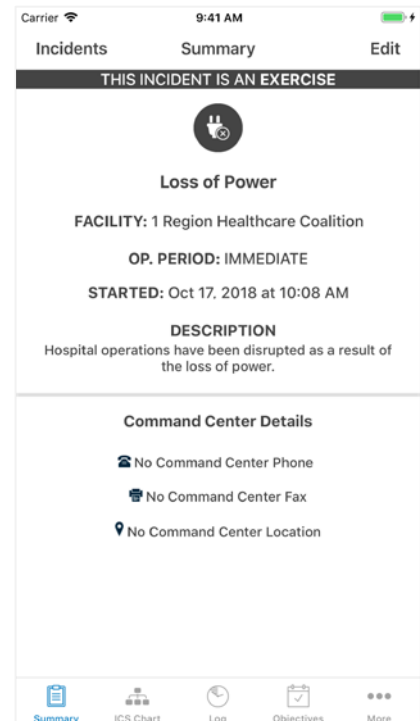 Carrier 9:41 AM
Incidents Summary Edit
THIS INCIDENT IS AN EXERCISE
Loss of Power
FACILITY: 1 Region Healthcare Coalition
OP. PERIOD: IMMEDIATE
STARTED: Oct 17, 2018 at 10:08 AM
DESCRIPTION
Hospital operations have been disrupted as a result of
the loss of power.
Command Center Details
No Command Center Phone
No Command Center Fax
No Command Center Location
Summary ICS Chart Log Objectives More